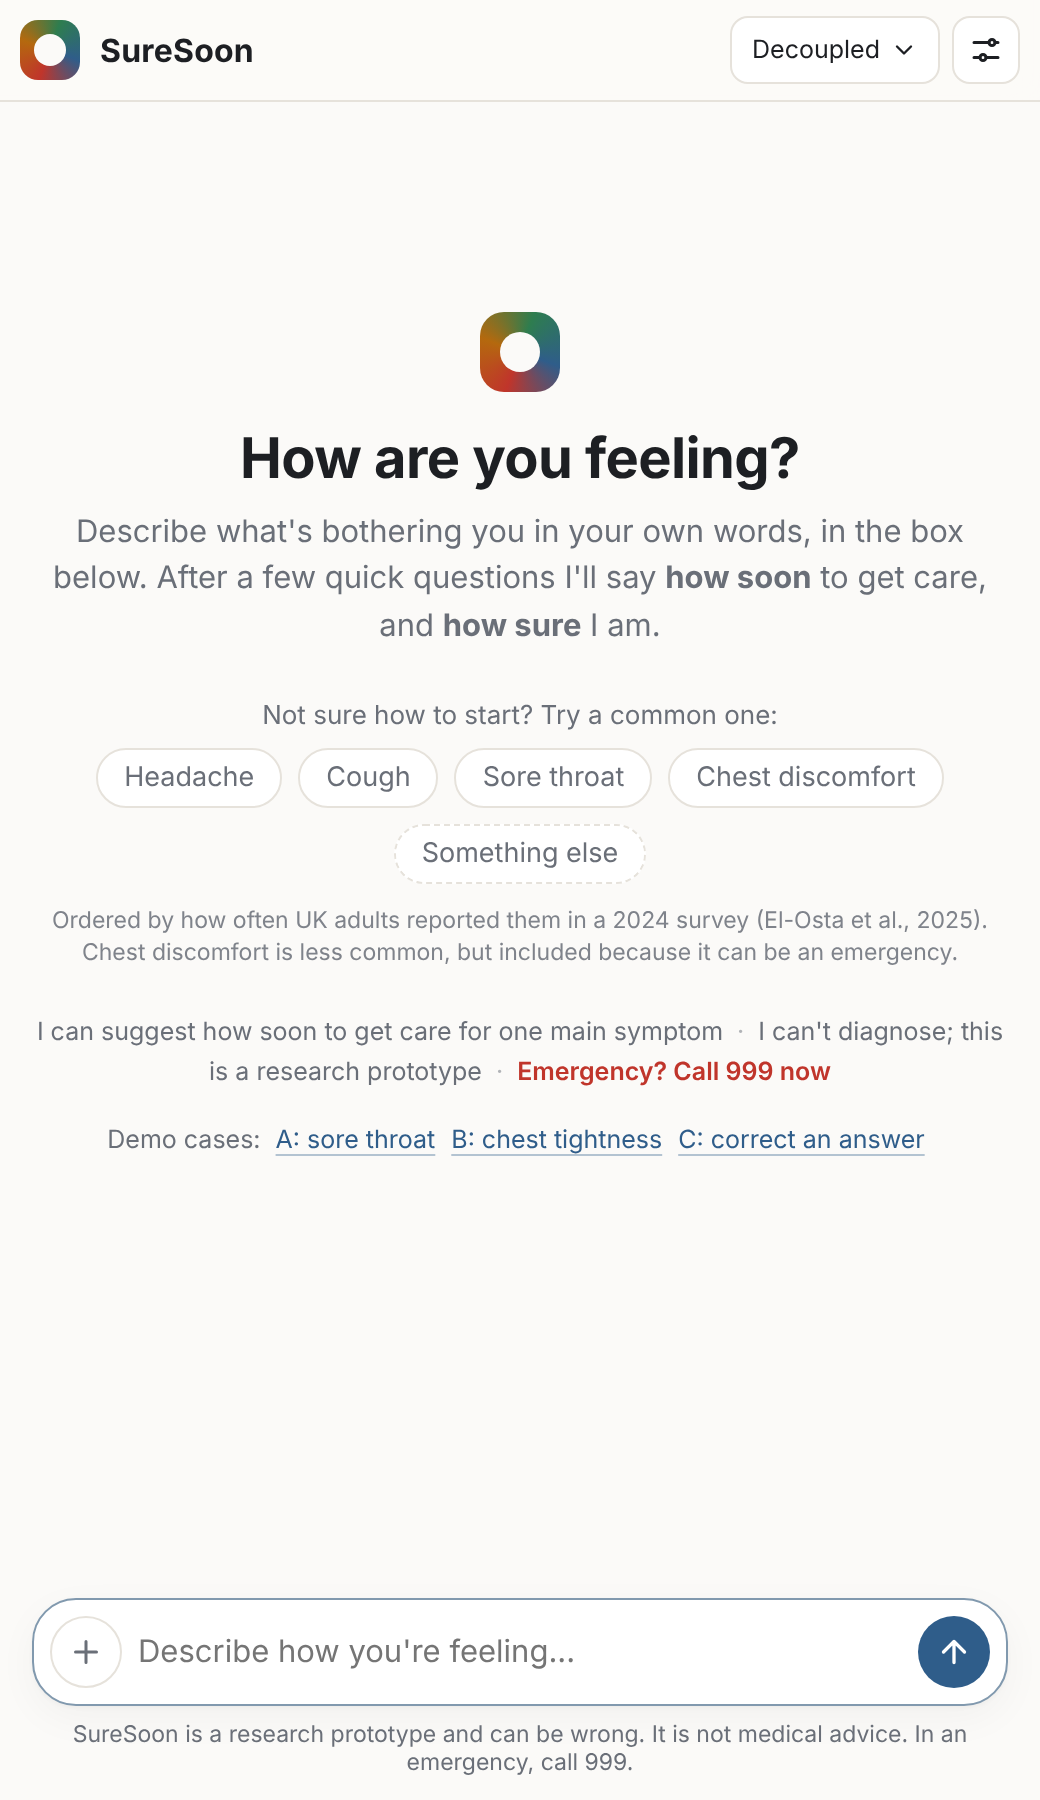 SureSoon
Decoupled
How are you feeling?
Describe what's bothering you in your own words, in the box
below. After a few quick questions I'll say how soon to get care,
and how sure I am.
Not sure how to start? Try a common one:
Headache
Cough
Sore throat
Chest discomfort
Something else
Ordered by how often UK adults reported them in a 2024 survey (El-Osta et al., 2025).
Chest discomfort is less common, but included because it can be an emergency.
I can suggest how soon to get care for one main symptom · I can't diagnose; this
is a research prototype · Emergency? Call 999 now
Demo cases: A: sore throat B: chest tightness C: correct an answer
Describe how you're feeling...
SureSoon is a research prototype and can be wrong. It is not medical advice. In an
emergency, call 999.